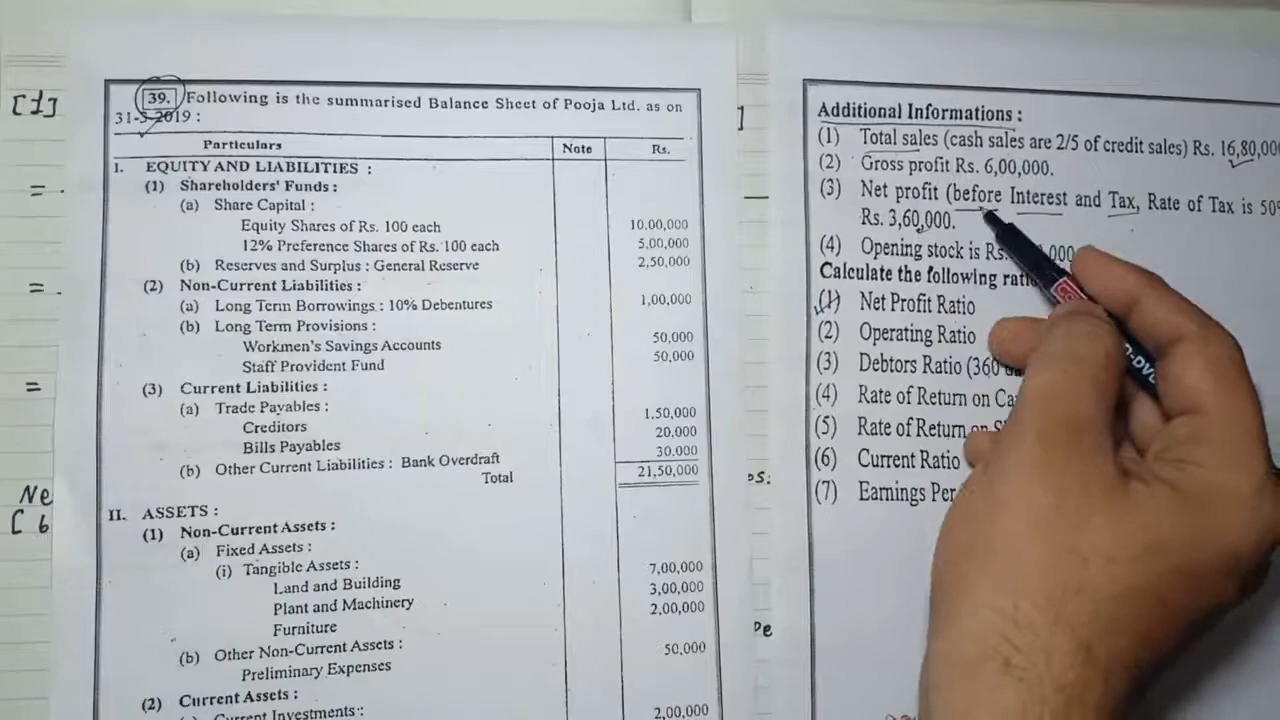 [1]
39. Following is the summarised Balance Sheet of Pooja Ltd. as on
31-3-2019 :
Particulars Note Rs.
I. EQUITY AND LIABILITIES :
(1) Shareholders' Funds :
(a) Share Capital :
Equity Shares of Rs. 100 each 10,00,000
12% Preference Shares of Rs. 100 each 5,00,000
(b) Reserves and Surplus : General Reserve 2,50,000
(2) Non-Current Liabilities :
(a) Long Term Borrowings : 10% Debentures 1,00,000
(b) Long Term Provisions :
Workmen's Savings Accounts 50,000
Staff Provident Fund 50,000
(3) Current Liabilities :
(a) Trade Payables :
Creditors 1,50,000
Bills Payables 20,000
(b) Other Current Liabilities : Bank Overdraft 30.000
Total 21,50,000
II. ASSETS :
(1) Non-Current Assets :
(a) Fixed Assets :
(i) Tangible Assets :
Land and Building 7,00,000
Plant and Machinery 3,00,000
Furniture 2,00,000
(b) Other Non-Current Assets :
Preliminary Expenses 50,000
(2) Current Assets :
Current Investments : 2,00,000
=
=
=
Ne
[ 6
Additional Informations :
(1) Total sales (cash sales are 2/5 of credit sales) Rs. 16,80,000
(2) Gross profit Rs. 6,00,000.
(3) Net profit (before Interest and Tax, Rate of Tax is 50%
Rs. 3,60,000.
(4) Opening stock is Rs. 000
Calculate the following
(1) Net Profit Ratio
(2) Operating Ratio
(3) Debtors Ratio (360
(4) Rate of Return on
(5) Rate of Return on
(6) Current Ratio
(7) Earnings Per